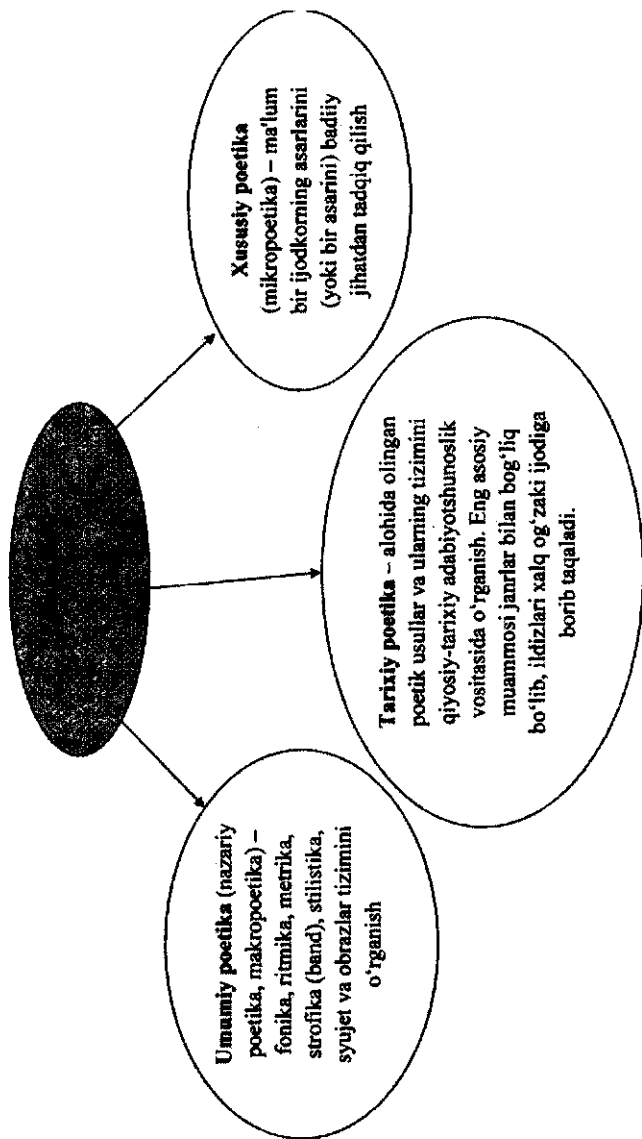 Umumiy poetika (nazariy
poetika, makropoetika) –
fonika, ritmika, metrika,
strofika (band), stilistika,
syujet va obrazlar tizimini
o‘rganish
Tarixiy poetika – alohida olingan
poetik usullar va ularning tizimini
qiyosiy-tarixiy adabiyotshunoslik
vositasida o‘rganish. Eng asosiy
muammosi janrlar bilan bog‘liq
bo‘lib, ildizlari xalq og‘zaki ijodiga
borib taqaladi.
Xususiy poetika
(mikropoetika) – ma'lum
bir ijodkorning asarlarini
(yoki bir asarini) badiiy
jihatdan tadqiq qilish